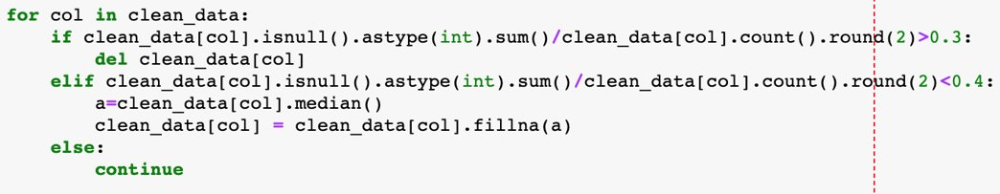 for col in clean_data:
    if clean_data[col].isnull().astype(int).sum()/clean_data[col].count().round(2)>0.3:
        del clean_data[col]
    elif clean_data[col].isnull().astype(int).sum()/clean_data[col].count().round(2)<0.4:
        a=clean_data[col].median()
        clean_data[col] = clean_data[col].fillna(a)
    else:
        continue